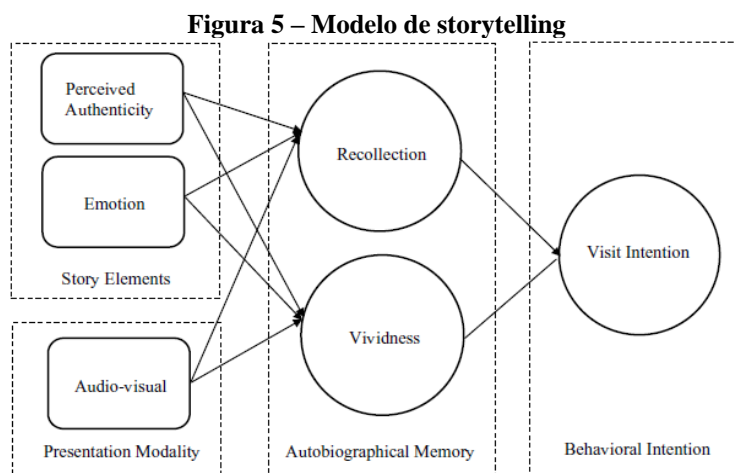 Figura 5 – Modelo de storytelling
Perceived
Authenticity
Emotion
Story Elements
Audio-visual
Presentation Modality
Recollection
Vividness
Autobiographical Memory
Visit Intention
Behavioral Intention